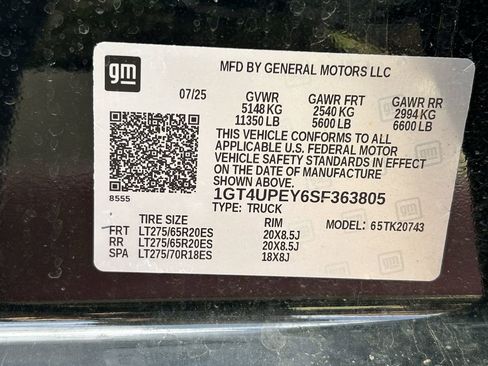 gm
MFD BY GENERAL MOTORS LLC
07/25 GVWR GAWR FRT GAWR RR
5148 KG 2540 KG 2994 KG
11350 LB 5600 LB 6600 LB
THIS VEHICLE CONFORMS TO ALL
APPLICABLE U.S. FEDERAL MOTOR
VEHICLE SAFETY STANDARDS IN EFFECT
ON THE DATE OF MANUFACTURE
SHOWN ABOVE.
8555 1GT4UPEY6SF363805
TYPE: TRUCK
TIRE SIZE RIM MODEL: 65TK20743
FRT LT275/65R20ES 20X8.5J
RR LT275/65R20ES 20X8.5J
SPA LT275/70R18ES 18X8J